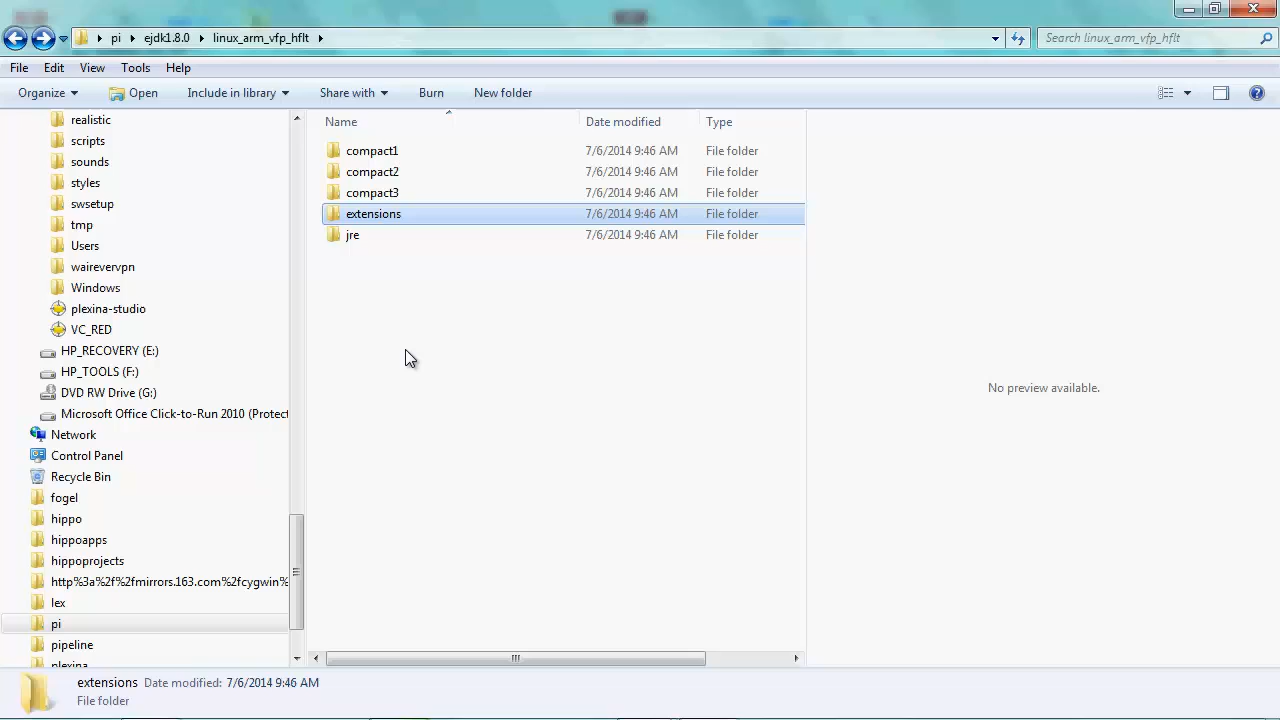 pi ejdk1.8.0 linux_arm_vfp_hflt Search linux_arm_vfp_hflt
File Edit View Tools Help
Organize Open Include in library Share with Burn New folder
realistic
scripts
sounds
styles
swsetup
tmp
Users
wairevervpn
Windows
plexina-studio
VC_RED
HP_RECOVERY (E:)
HP_TOOLS (F:)
DVD RW Drive (G:)
Microsoft Office Click-to-Run 2010 (Protect
Network
Control Panel
Recycle Bin
fogel
hippo
hippoapps
hippoprojects
http%3a%2f%2fmirrors.163.com%2fcygwin%
lex
pi
pipeline
plexina
Name Date modified Type
compact1 7/6/2014 9:46 AM File folder
compact2 7/6/2014 9:46 AM File folder
compact3 7/6/2014 9:46 AM File folder
extensions 7/6/2014 9:46 AM File folder
jre 7/6/2014 9:46 AM File folder
No preview available.
extensions Date modified: 7/6/2014 9:46 AM
File folder